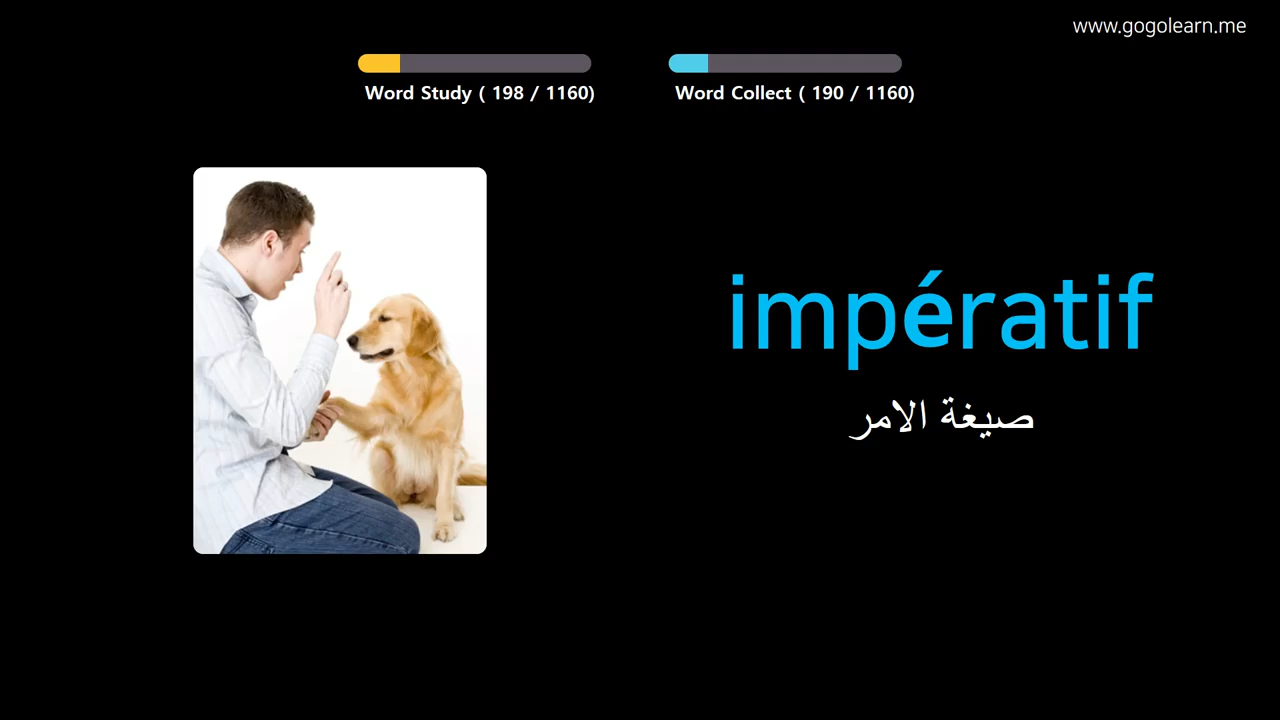 www.gogolearn.me
Word Study ( 198 / 1160)
Word Collect ( 190 / 1160)
impératif
صيغة الامر